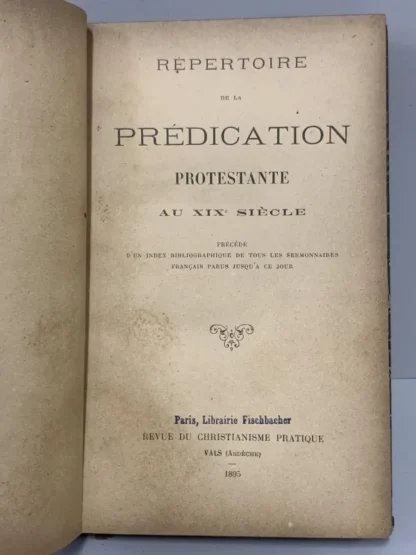 RÉPERTOIRE
DE LA
PRÉDICATION
PROTESTANTE
AU XIXᵉ SIÈCLE
PRÉCÉDÉ
D'UN INDEX BIBLIOGRAPHIQUE DE TOUS LES SERMONNAIRES
FRANÇAIS PARUS JUSQU'A CE JOUR
Paris, Librairie Fischbacher
REVUE DU CHRISTIANISME PRATIQUE
VALS (ARDÈCHE)
1895